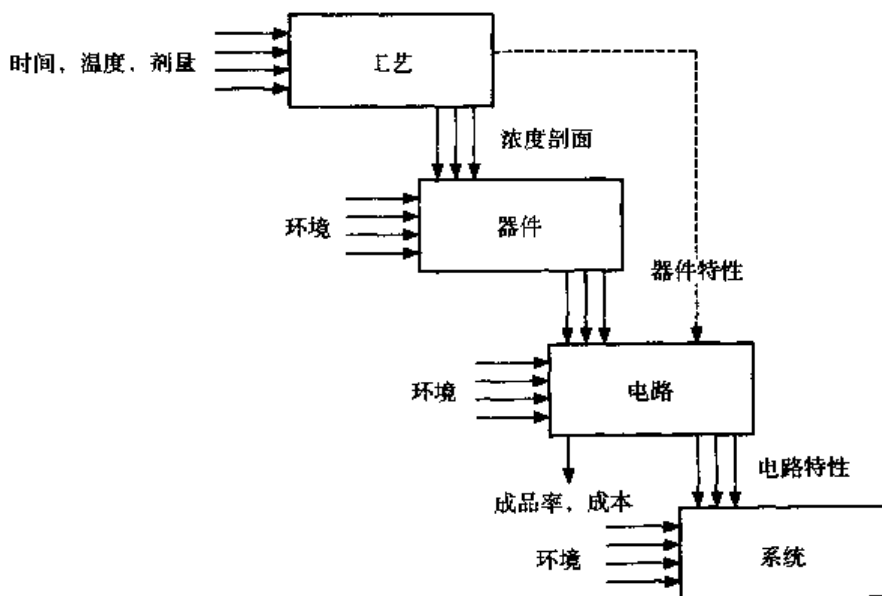 工艺
时间、温度、剂量
浓度剖面
器件
环境
器件特性
电路
环境
电路特性
成品率、成本
系统
环境